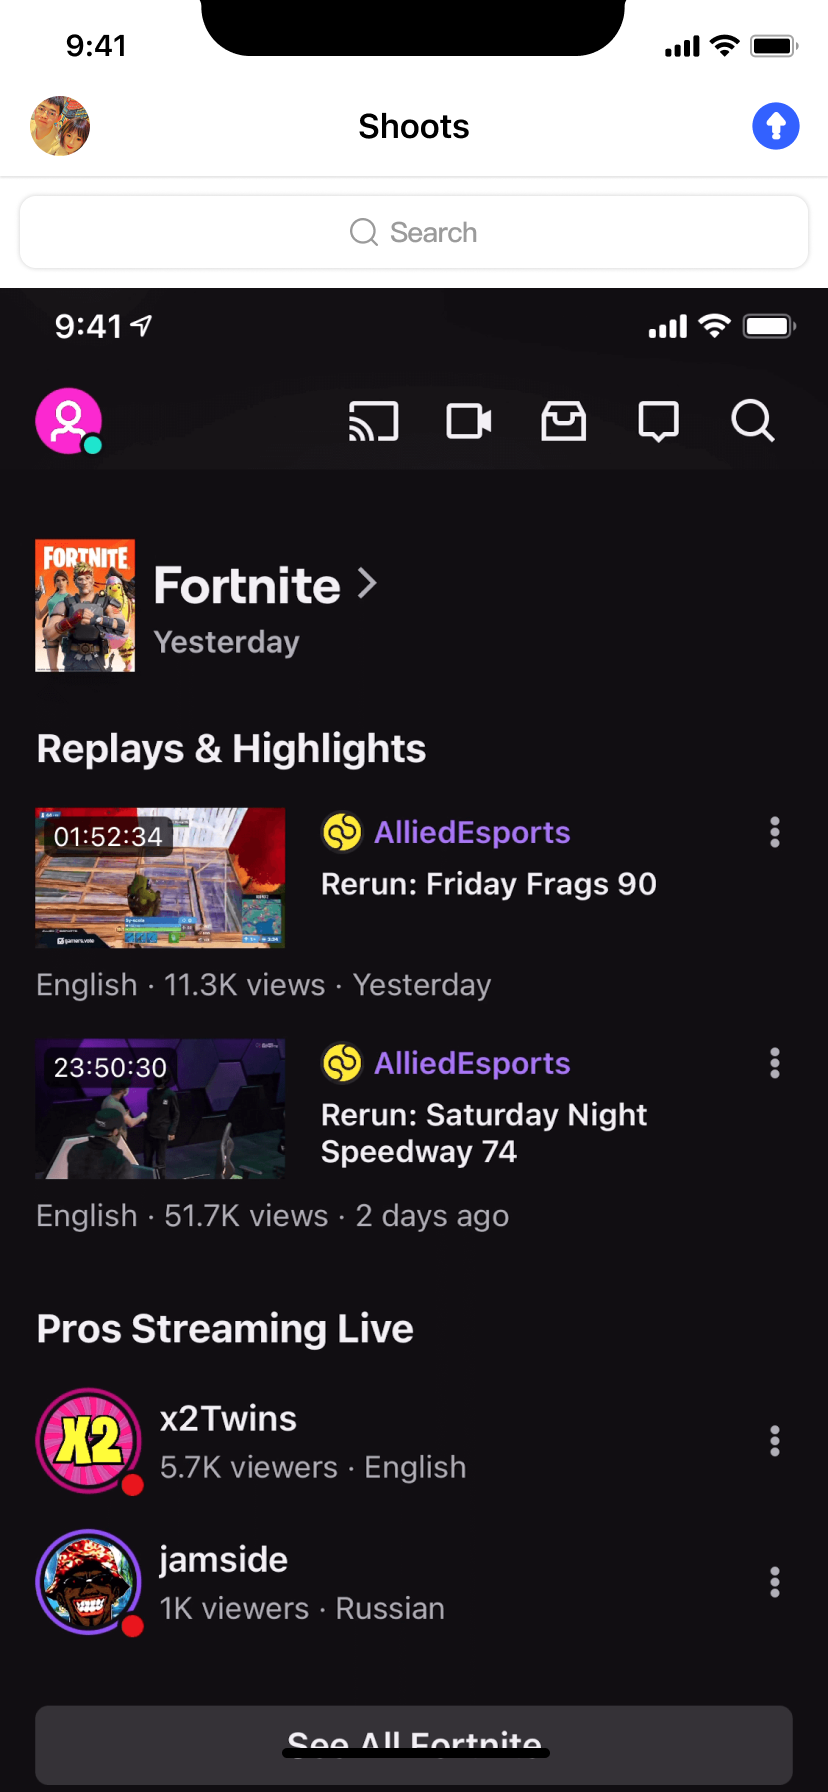 9:41
Shoots
Search
9:41
FORTNITE
Fortnite
Yesterday
Replays & Highlights
01:52:34
AlliedEsports
Rerun: Friday Frags 90
gamers.vote
English · 11.3K views · Yesterday
23:50:30
AlliedEsports
Rerun: Saturday Night
Speedway 74
English · 51.7K views · 2 days ago
Pros Streaming Live
X2
x2Twins
5.7K viewers · English
jamside
1K viewers · Russian
See All Fortnite